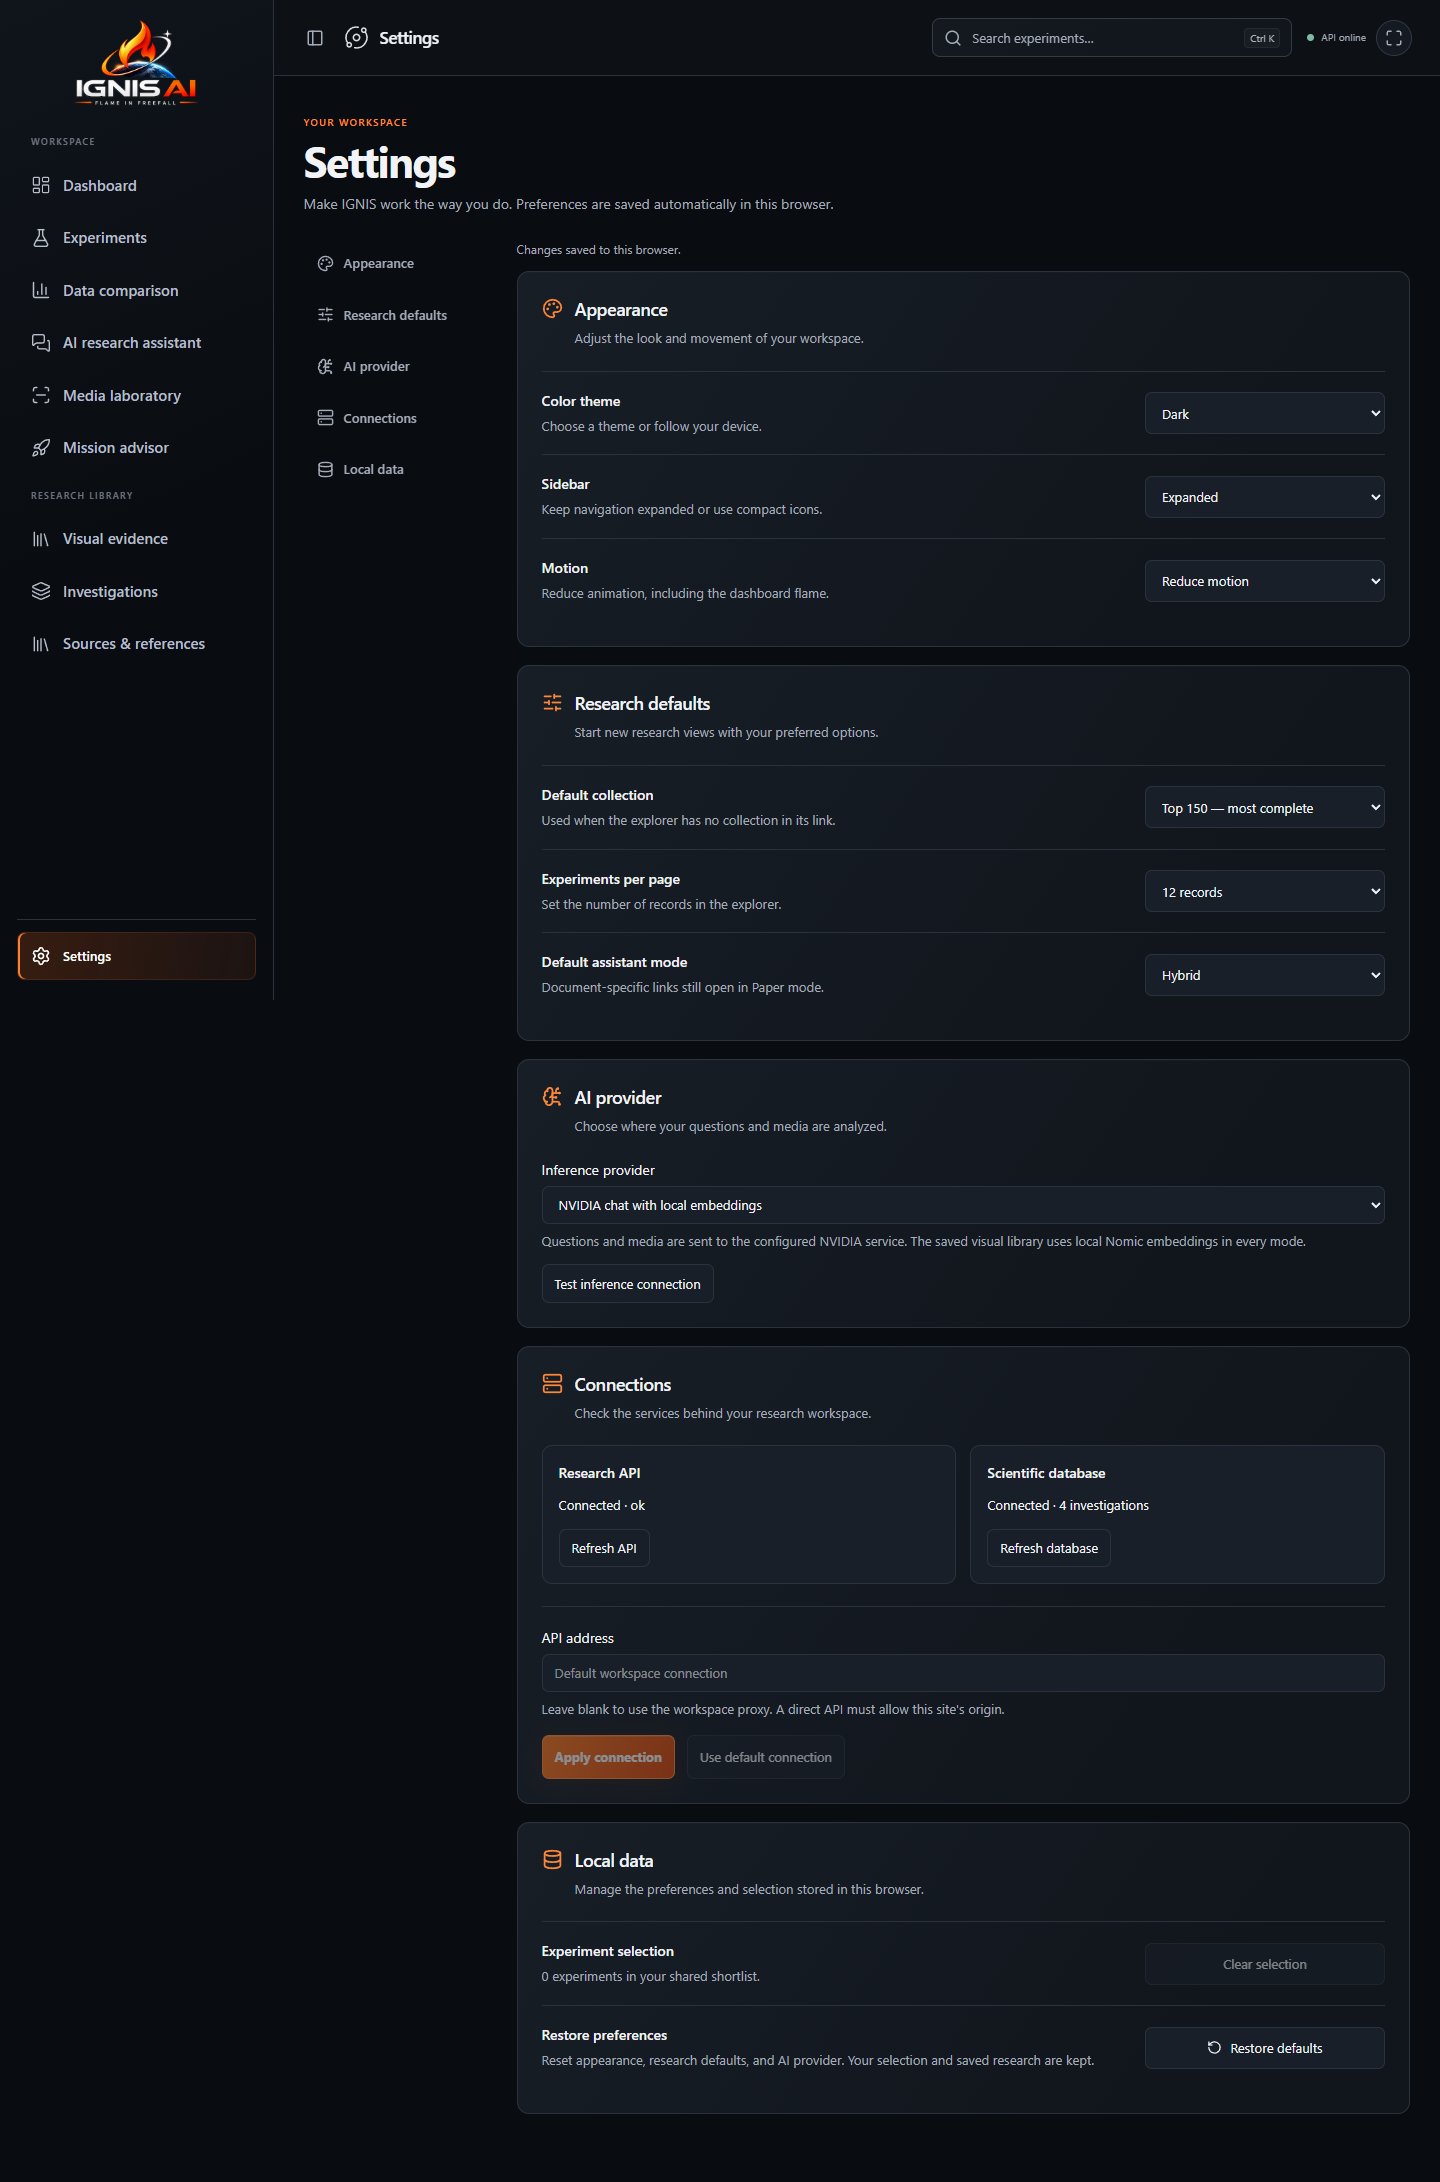 IGNIS AI
FLAME IN FREEFALL
WORKSPACE
Dashboard
Experiments
Data comparison
AI research assistant
Media laboratory
Mission advisor
RESEARCH LIBRARY
Visual evidence
Investigations
Sources & references
Settings
Settings
Search experiments...
Ctrl K
API online
YOUR WORKSPACE
Settings
Make IGNIS work the way you do. Preferences are saved automatically in this browser.
Appearance
Research defaults
AI provider
Connections
Local data
Changes saved to this browser.
Appearance
Adjust the look and movement of your workspace.
Color theme
Choose a theme or follow your device.
Dark
Sidebar
Keep navigation expanded or use compact icons.
Expanded
Motion
Reduce animation, including the dashboard flame.
Reduce motion
Research defaults
Start new research views with your preferred options.
Default collection
Used when the explorer has no collection in its link.
Top 150 — most complete
Experiments per page
Set the number of records in the explorer.
12 records
Default assistant mode
Document-specific links still open in Paper mode.
Hybrid
AI provider
Choose where your questions and media are analyzed.
Inference provider
NVIDIA chat with local embeddings
Questions and media are sent to the configured NVIDIA service. The saved visual library uses local Nomic embeddings in every mode.
Test inference connection
Connections
Check the services behind your research workspace.
Research API
Connected · ok
Refresh API
Scientific database
Connected · 4 investigations
Refresh database
API address
Default workspace connection
Leave blank to use the workspace proxy. A direct API must allow this site's origin.
Apply connection
Use default connection
Local data
Manage the preferences and selection stored in this browser.
Experiment selection
0 experiments in your shared shortlist.
Clear selection
Restore preferences
Reset appearance, research defaults, and AI provider. Your selection and saved research are kept.
Restore defaults